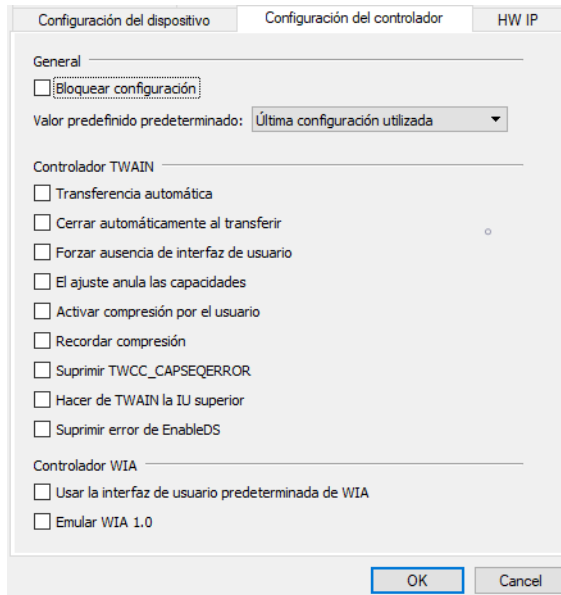 Configuración del dispositivo
Configuración del controlador
HW IP
General
Bloquear configuración
Valor predefinido predeterminado: Última configuración utilizada
Controlador TWAIN
Transferencia automática
Cerrar automáticamente al transferir
Forzar ausencia de interfaz de usuario
El ajuste anula las capacidades
Activar compresión por el usuario
Recordar compresión
Suprimir TWCC_CAPSEQERROR
Hacer de TWAIN la IU superior
Suprimir error de EnableDS
Controlador WIA
Usar la interfaz de usuario predeterminada de WIA
Emular WIA 1.0
OK
Cancel